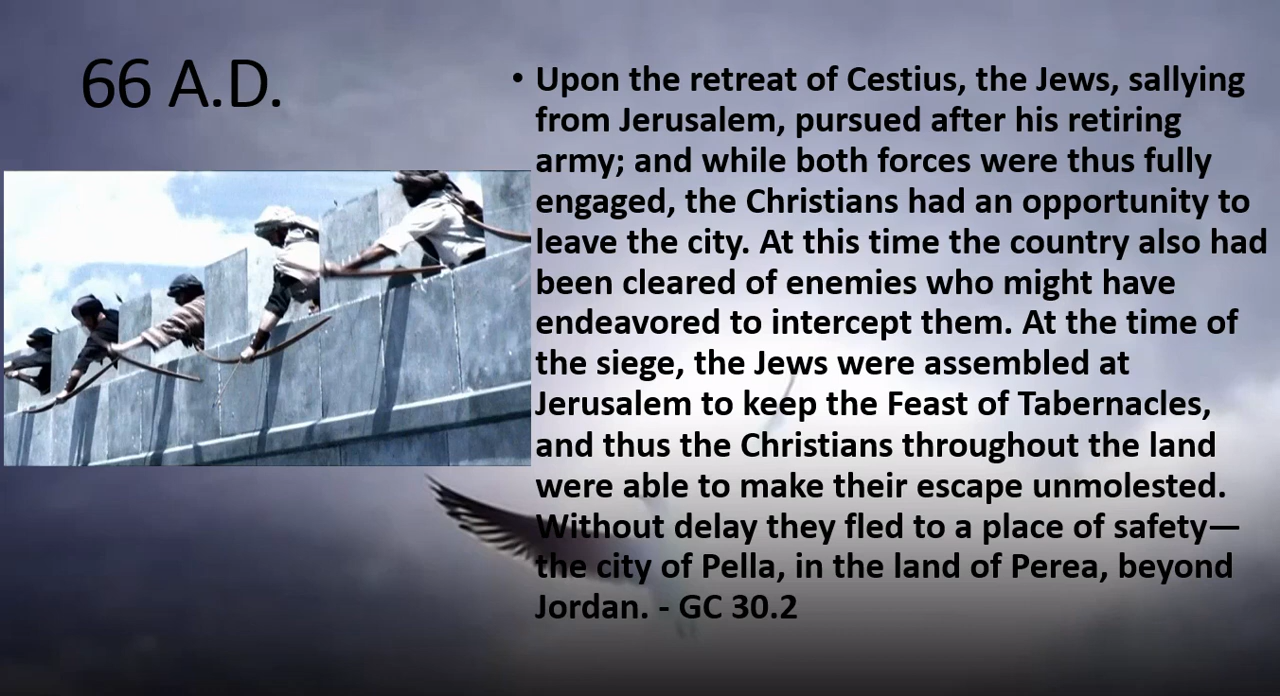 66 A.D.
• Upon the retreat of Cestius, the Jews, sallying
from Jerusalem, pursued after his retiring
army; and while both forces were thus fully
engaged, the Christians had an opportunity to
leave the city. At this time the country also had
been cleared of enemies who might have
endeavored to intercept them. At the time of
the siege, the Jews were assembled at
Jerusalem to keep the Feast of Tabernacles,
and thus the Christians throughout the land
were able to make their escape unmolested.
Without delay they fled to a place of safety—
the city of Pella, in the land of Perea, beyond
Jordan. - GC 30.2